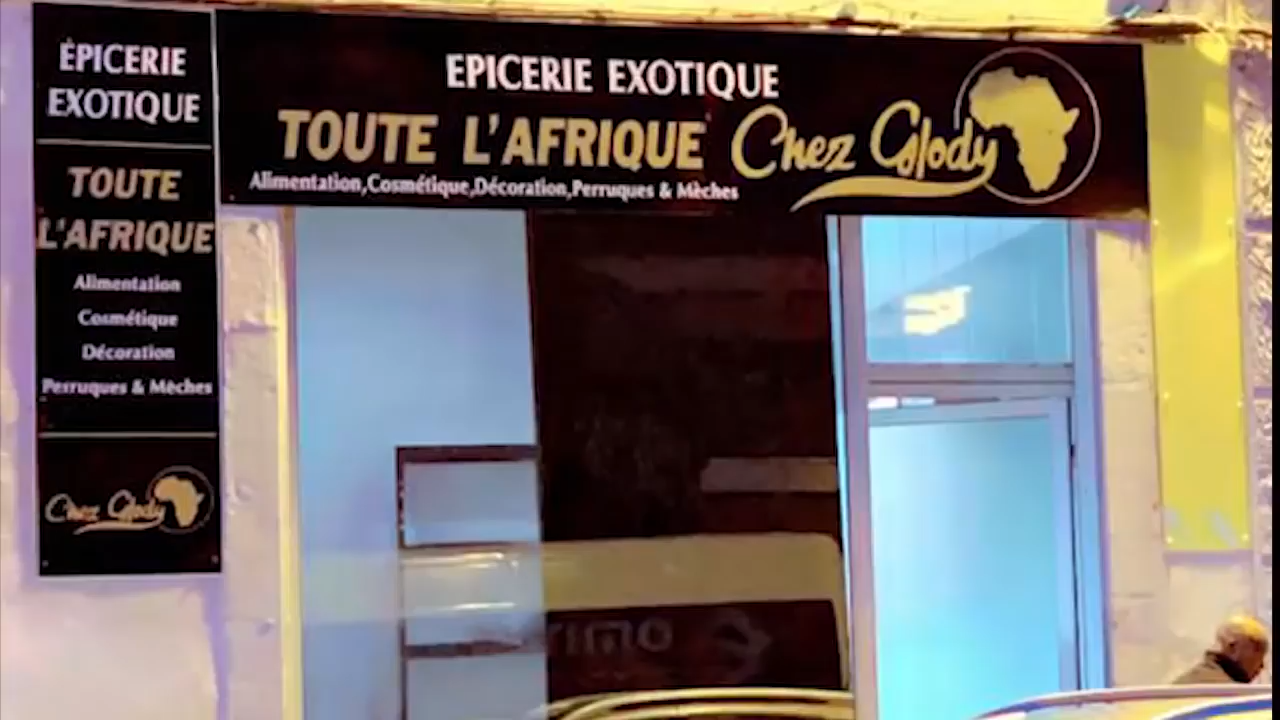 ÉPICERIE
EXOTIQUE
TOUTE
L'AFRIQUE
Alimentation
Cosmétique
Décoration
Perruques & Mèches
Chez Glody
EPICERIE EXOTIQUE
TOUTE L'AFRIQUE Chez Glody
Alimentation,Cosmétique,Décoration,Perruques & Mèches